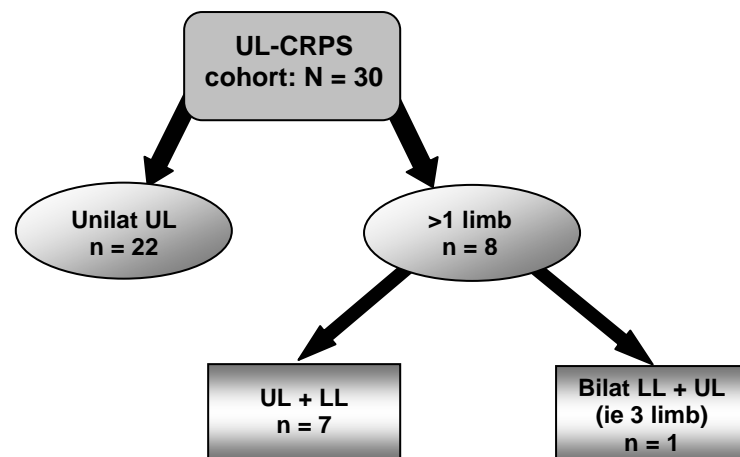 UL-CRPS
cohort: N = 30
Unilat UL
n = 22
>1 limb
n = 8
UL + LL
n = 7
Bilat LL + UL
(ie 3 limb)
n = 1